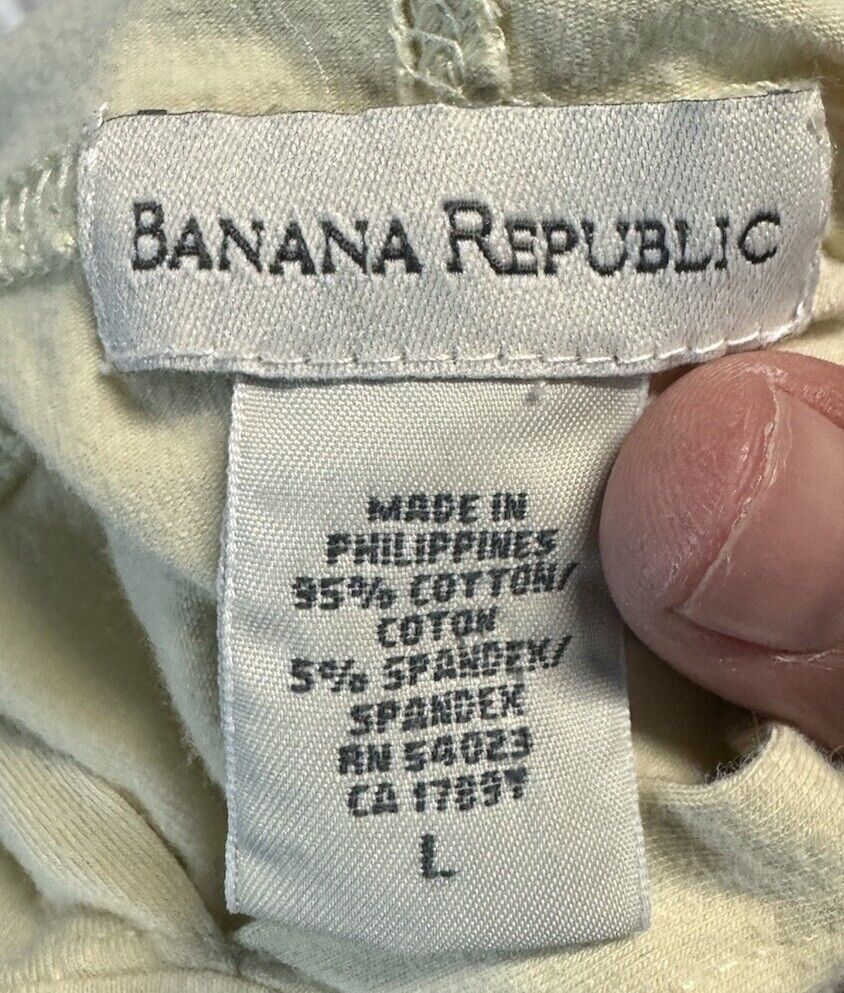 BANANA REPUBLIC
MADE IN
PHILIPPINES
95% COTTON/
COTON
5% SPANDEX/
SPANDEX
RN 54023
CA 17897
L